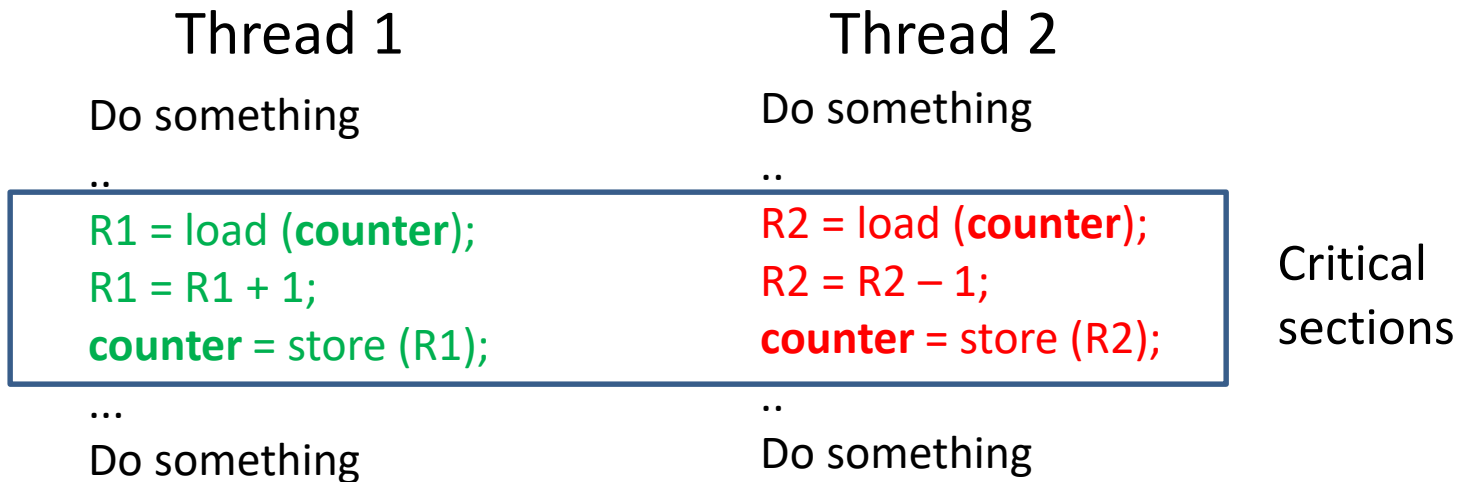 Thread 1
Do something
..
R1 = load (counter);
R1 = R1 + 1;
counter = store (R1);
...
Do something
Thread 2
Do something
..
R2 = load (counter);
R2 = R2 – 1;
counter = store (R2);
..
Do something
Critical
sections